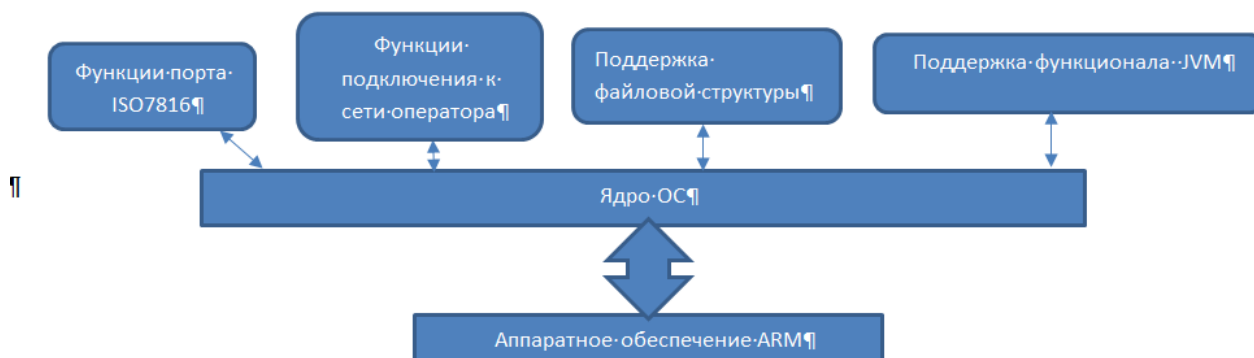 Функции·порта·
ISO7816¶
Функции·
подключения·к·
сети·оператора¶
Поддержка·
файловой·структуры¶
Поддержка·функционала··JVM¶
¶
Ядро·ОС¶
Аппаратное·обеспечение·ARM¶